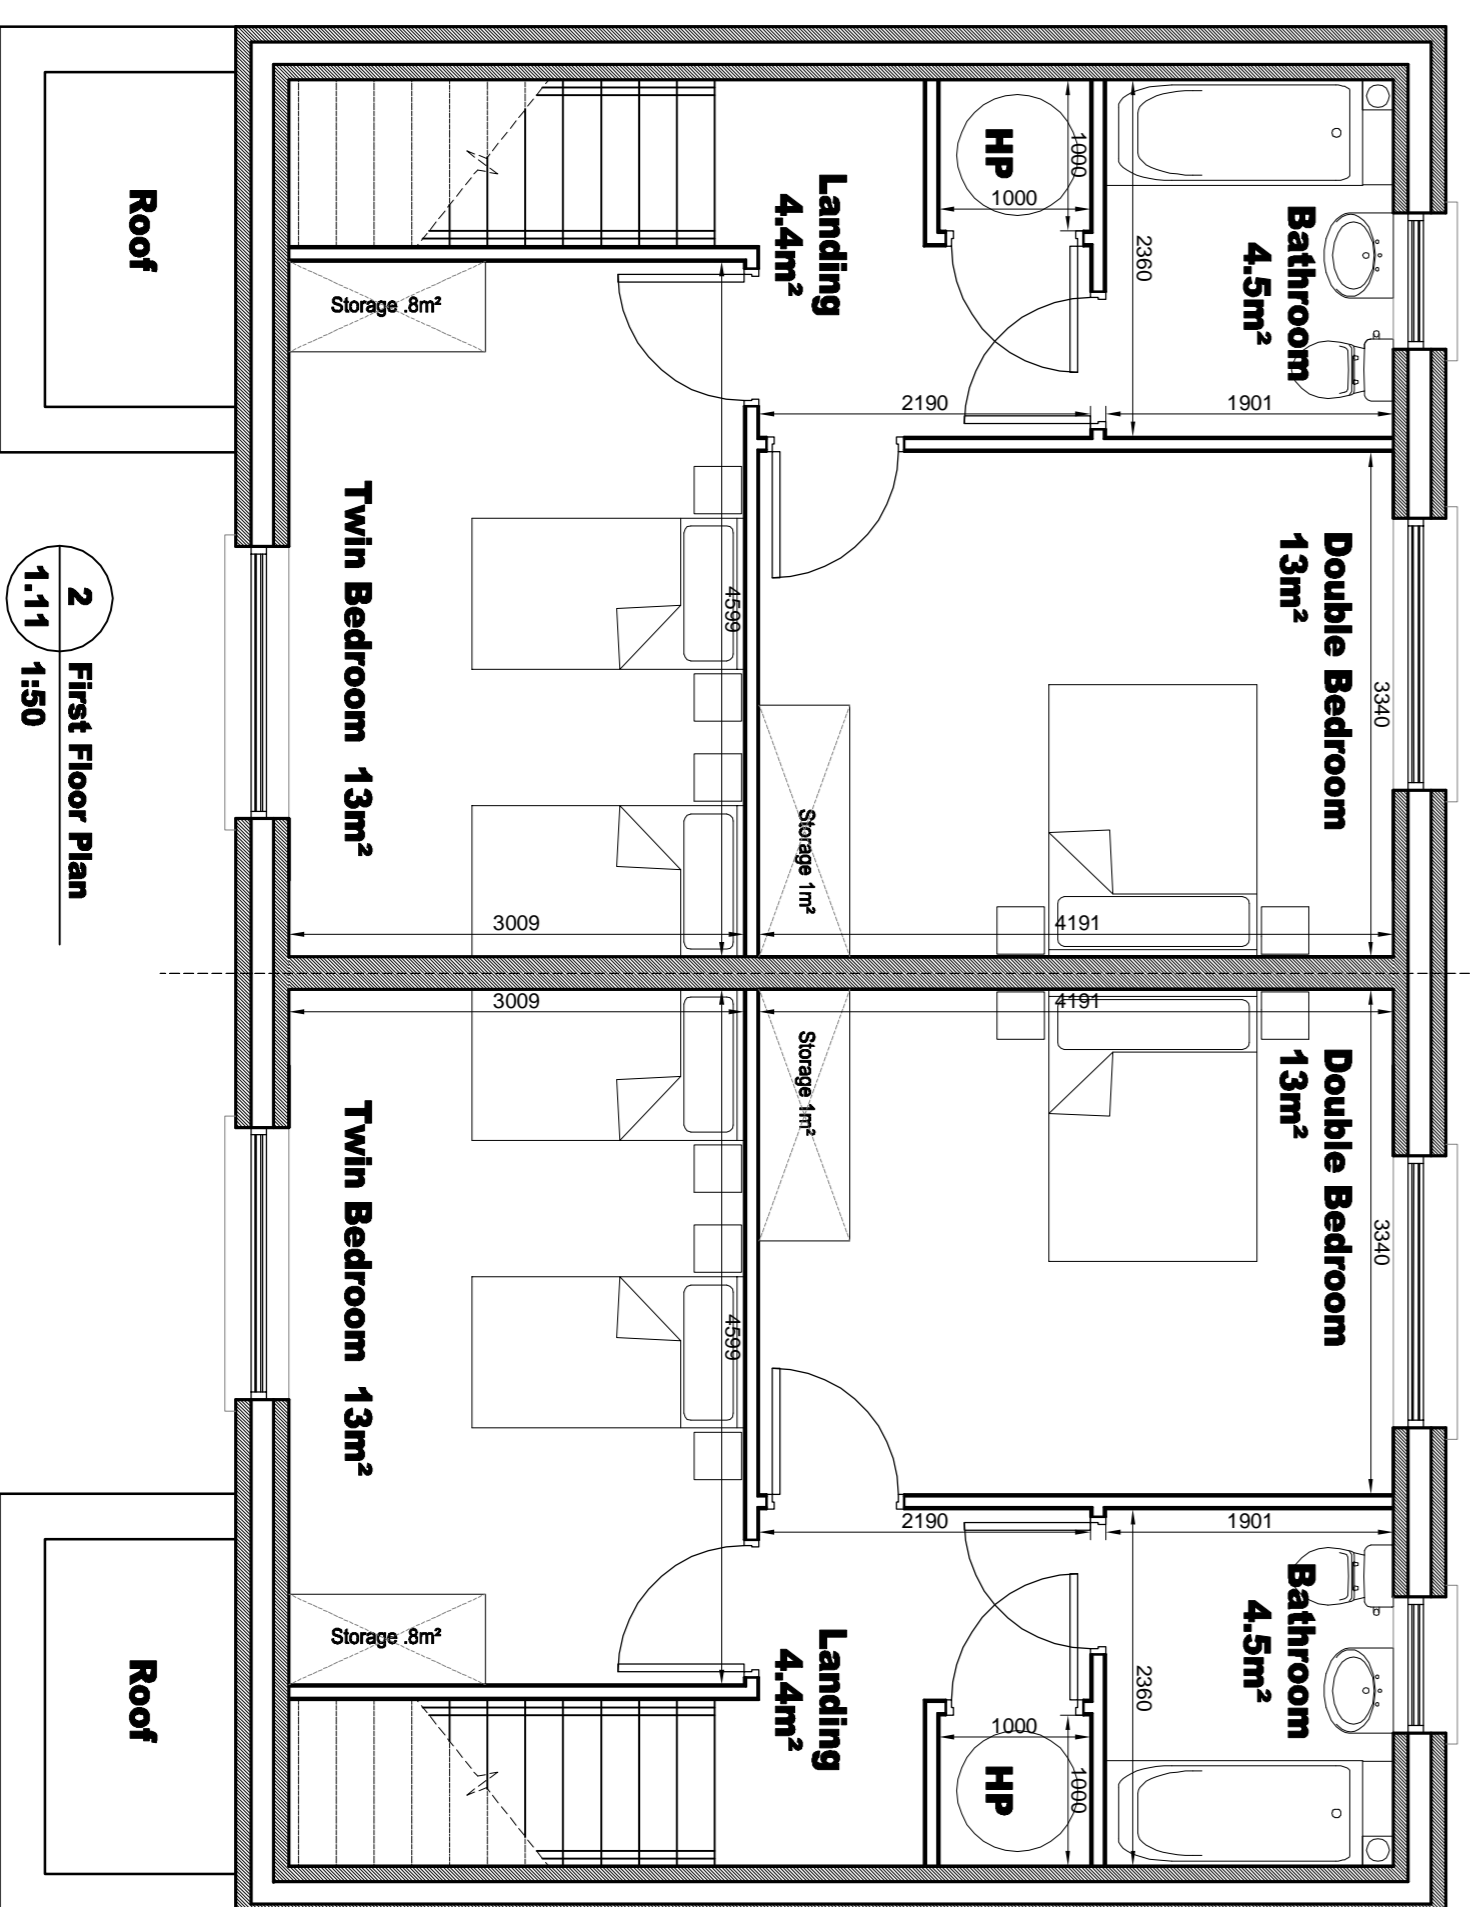 Bathroom
4.5m²
1901
2360
HP
1000
1000
Landing
4.4m²
2190
Double Bedroom
13m²
3340
4191
Storage 1m²
Twin Bedroom 13m²
4599
3009
Storage .8m²
Roof
Double Bedroom
13m²
3340
4191
Storage 1m²
Twin Bedroom 13m²
4599
3009
Storage .8m²
Bathroom
4.5m²
1901
2360
HP
1000
1000
Landing
4.4m²
2190
Roof
2
1.11
First Floor Plan
1:50